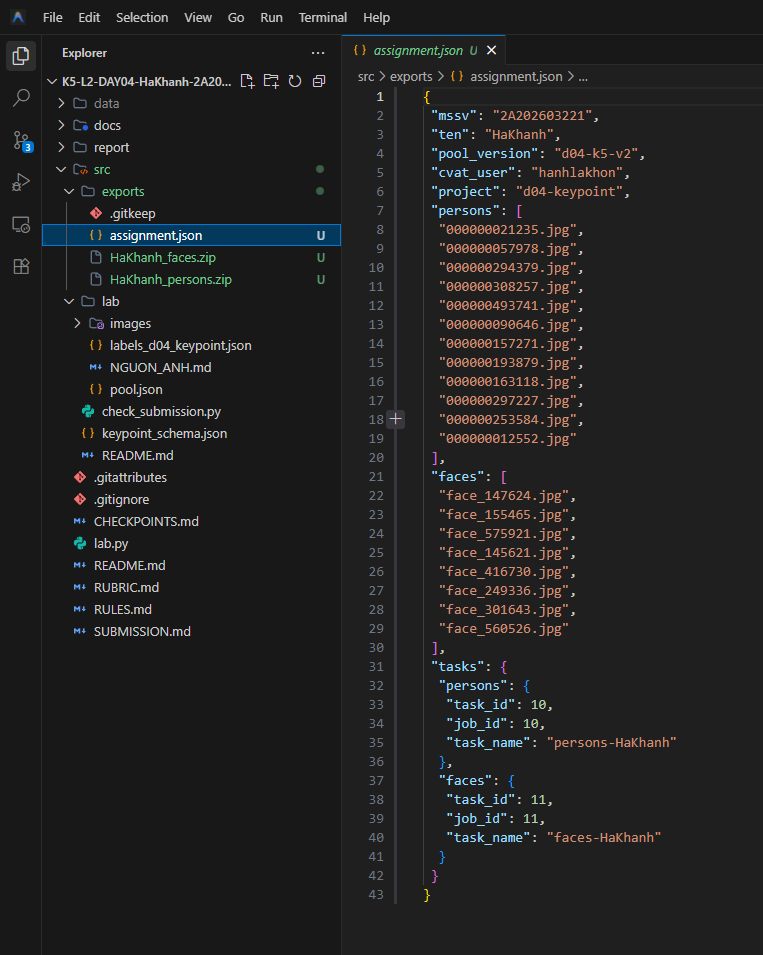 File Edit Selection View Go Run Terminal Help
Explorer
K5-L2-DAY04-HaKhanh-2A20...
data
docs
report
src
exports
.gitkeep
assignment.json U
HaKhanh_faces.zip U
HaKhanh_persons.zip U
lab
images
labels_d04_keypoint.json
NGUON_ANH.md
pool.json
check_submission.py
keypoint_schema.json
README.md
.gitattributes
.gitignore
CHECKPOINTS.md
lab.py
README.md
RUBRIC.md
RULES.md
SUBMISSION.md
3
{} assignment.json U
src > exports > {} assignment.json > ...
1 {
2 "mssv": "2A202603221",
3 "ten": "HaKhanh",
4 "pool_version": "d04-k5-v2",
5 "cvat_user": "hanhlakhon",
6 "project": "d04-keypoint",
7 "persons": [
8 "000000021235.jpg",
9 "000000057978.jpg",
10 "000000294379.jpg",
11 "000000308257.jpg",
12 "000000493741.jpg",
13 "000000090646.jpg",
14 "000000157271.jpg",
15 "000000193879.jpg",
16 "000000163118.jpg",
17 "000000297227.jpg",
18 "000000253584.jpg",
19 "000000012552.jpg"
20 ],
21 "faces": [
22 "face_147624.jpg",
23 "face_155465.jpg",
24 "face_575921.jpg",
25 "face_145621.jpg",
26 "face_416730.jpg",
27 "face_249336.jpg",
28 "face_301643.jpg",
29 "face_560526.jpg"
30 ],
31 "tasks": {
32 "persons": {
33 "task_id": 10,
34 "job_id": 10,
35 "task_name": "persons-HaKhanh"
36 },
37 "faces": {
38 "task_id": 11,
39 "job_id": 11,
40 "task_name": "faces-HaKhanh"
41 }
42 }
43 }